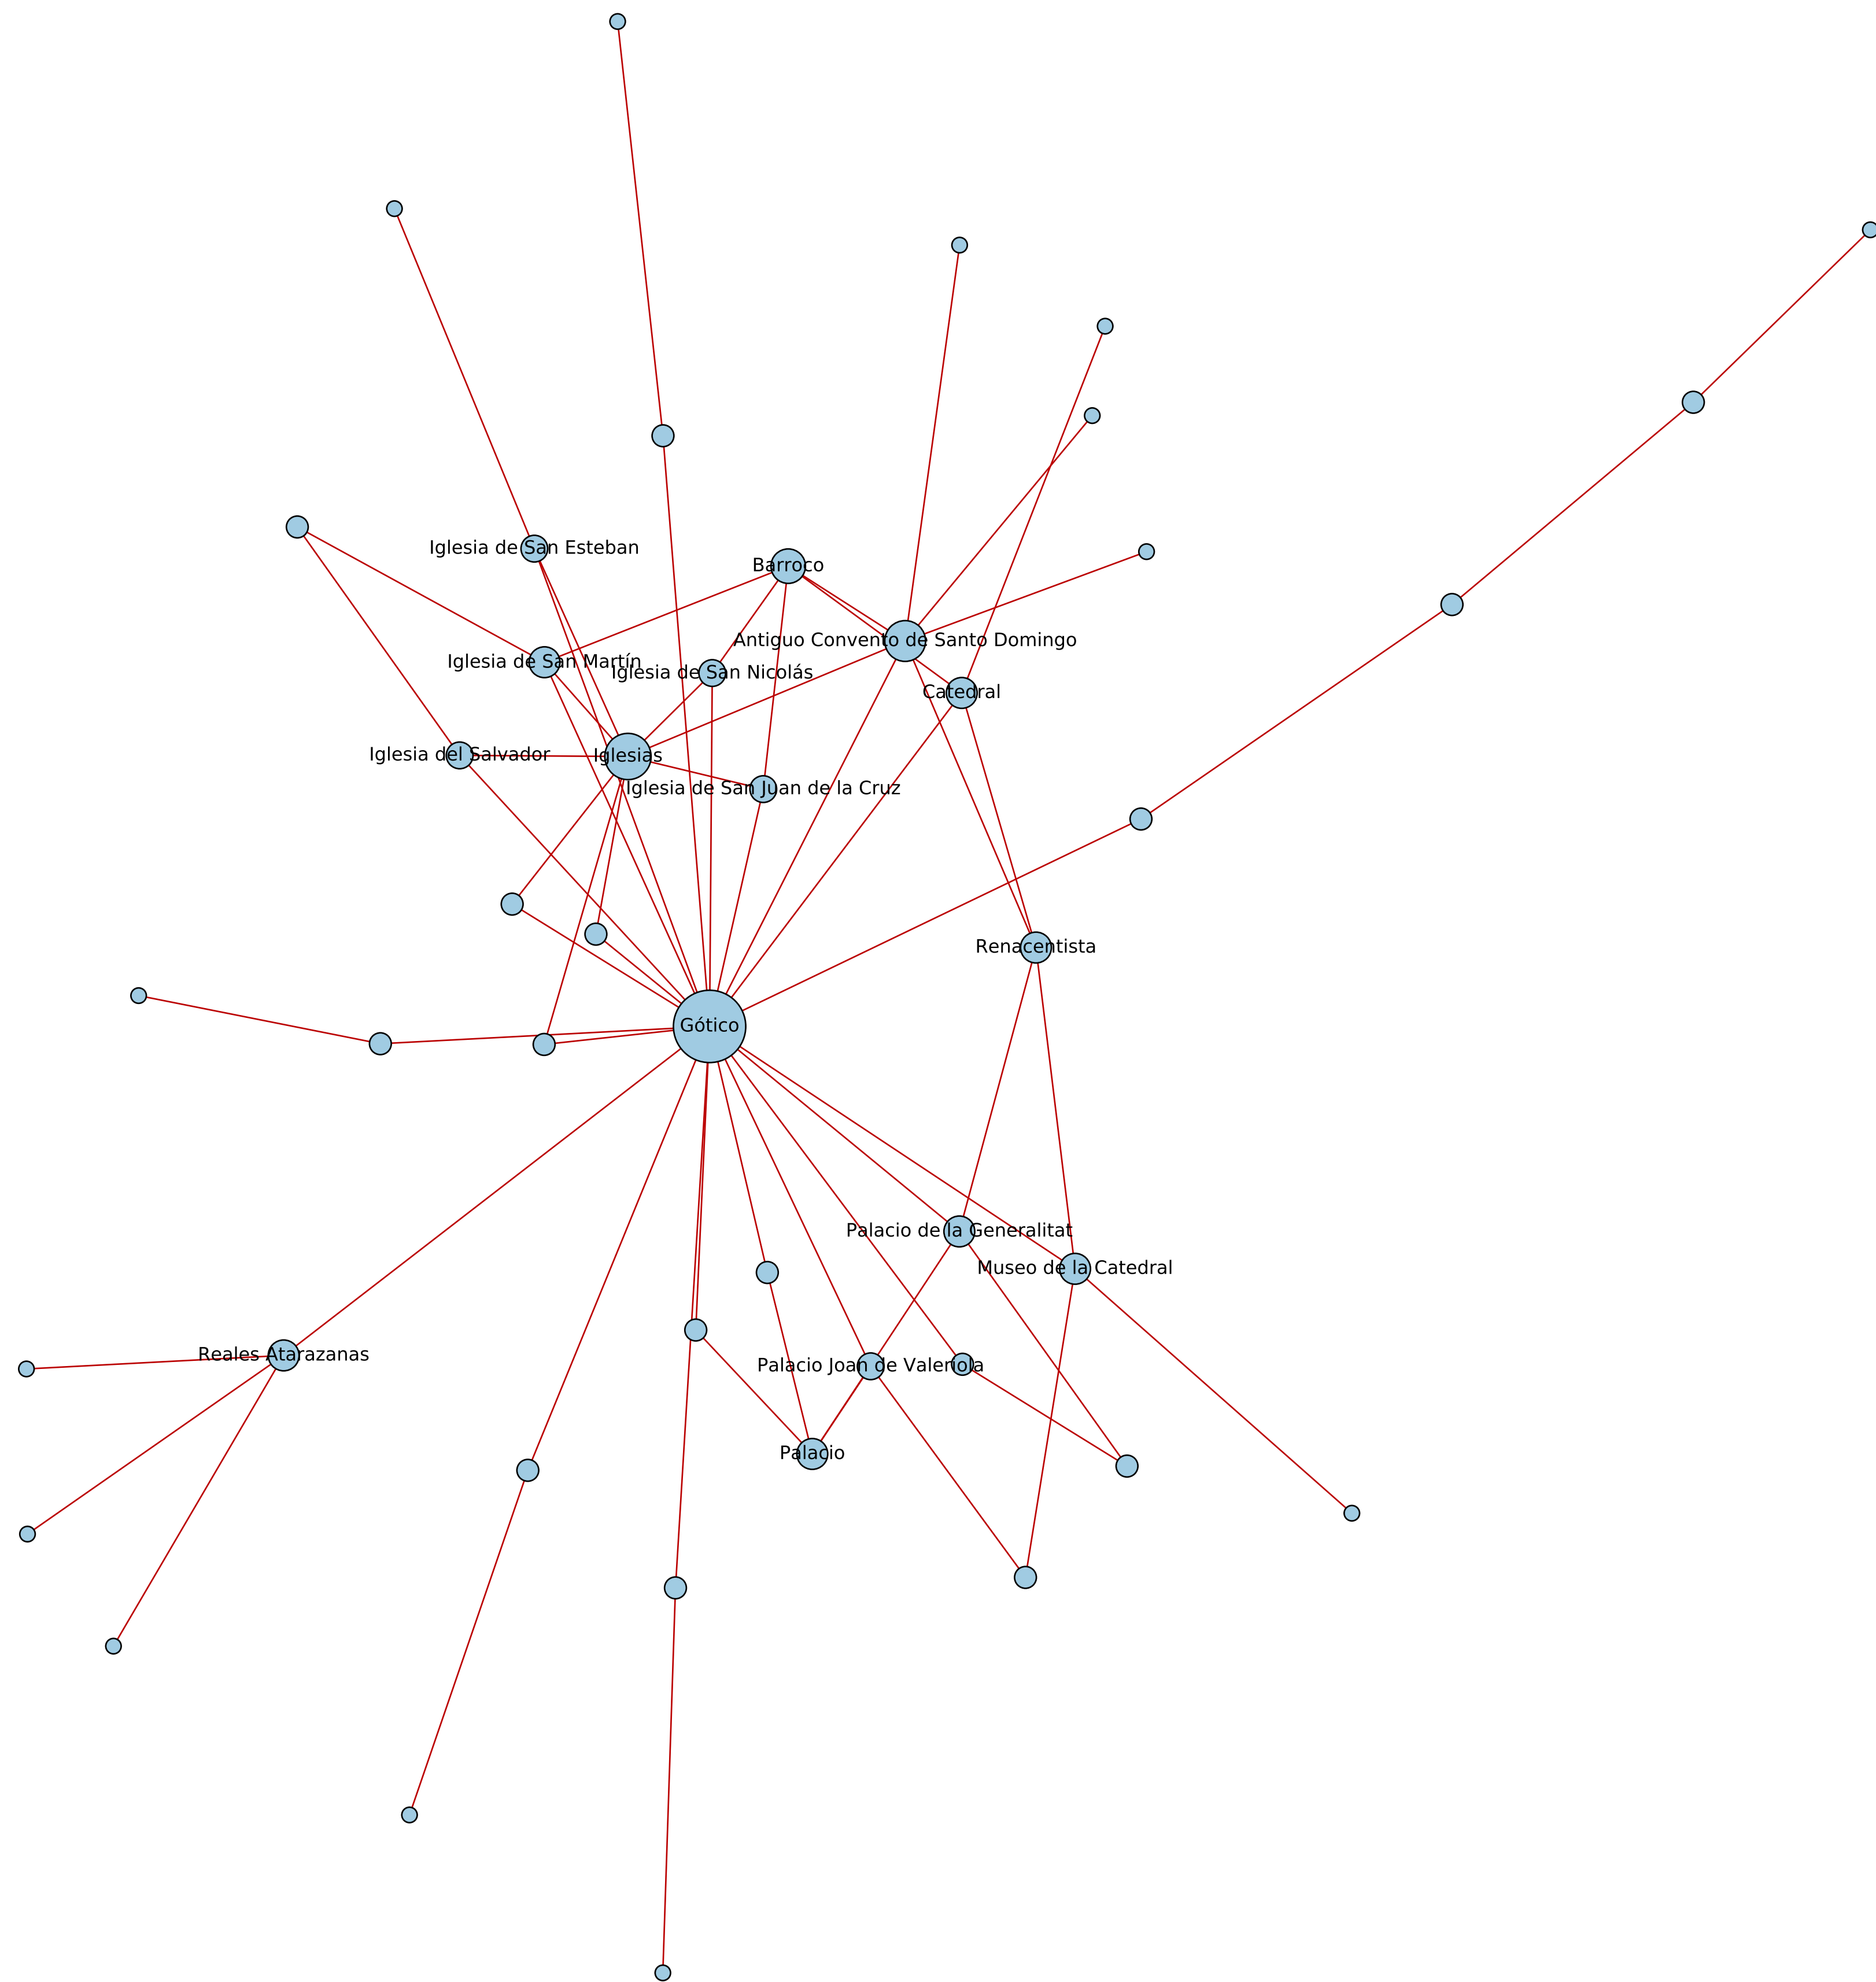 Iglesia de San Esteban
Barroco
Antiguo Convento de Santo Domingo
Iglesia de San Martín
Iglesia de San Nicolás
Catedral
Iglesia del Salvador
Iglesias
Iglesia de San Juan de la Cruz
Renacentista
Gótico
Palacio de la Generalitat
Museo de la Catedral
Reales Atarazanas
Palacio Joan de Valeriola
Palacio